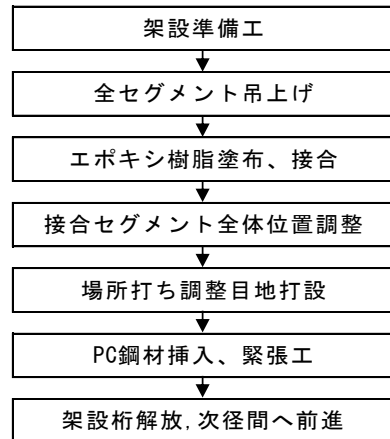 架設準備工
全セグメント吊上げ
エポキシ樹脂塗布、接合
接合セグメント全体位置調整
場所打ち調整目地打設
PC鋼材挿入、緊張工
架設桁解放,次径間へ前進